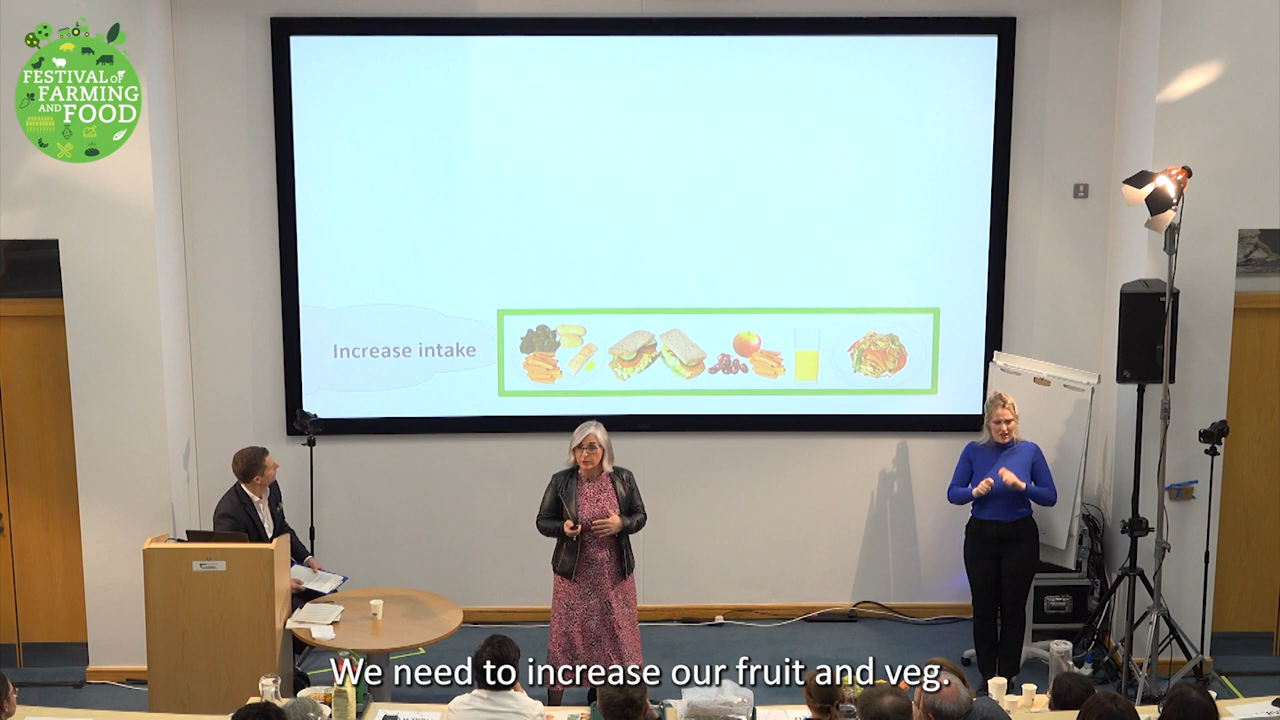 FESTIVAL OF
FARMING
AND FOOD
Increase intake
We need to increase our fruit and veg.